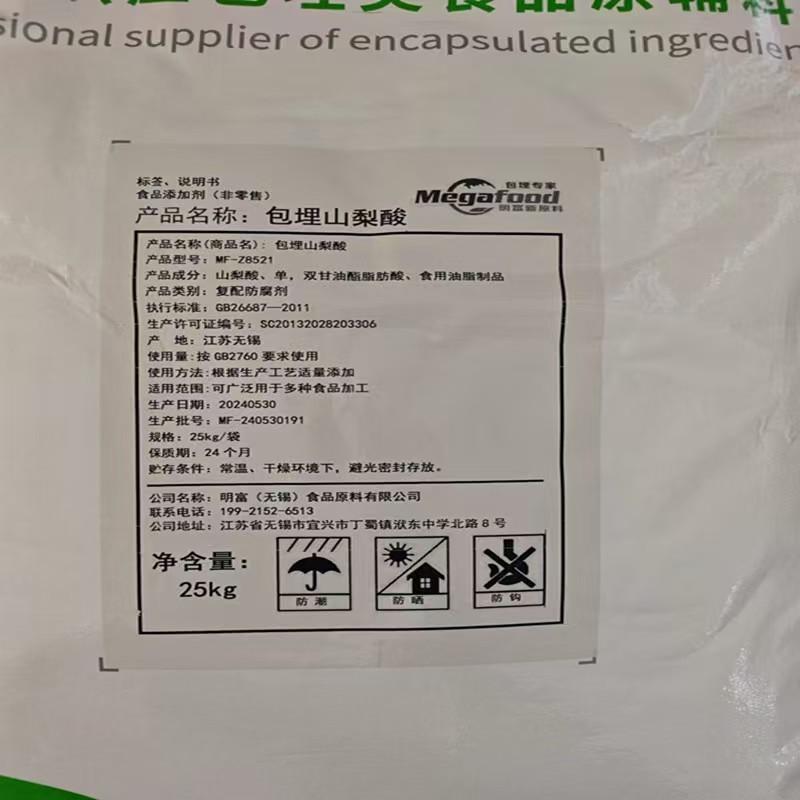 sional supplier of encapsulated ingredien
标签、说明书
食品添加剂（非零售）
产品名称：包埋山梨酸
包埋专家
Megafood
明富新原料
产品名称(商品名)：包埋山梨酸
产品型号：MF-Z8521
产品成分：山梨酸、单，双甘油酯脂肪酸、食用油脂制品
产品类别：复配防腐剂
执行标准：GB26687—2011
生产许可证编号：SC20132028203306
产 地：江苏无锡
使用量:按GB2760要求使用
使用方法:根据生产工艺适量添加
适用范围:可广泛用于多种食品加工
生产日期：20240530
生产批号：MF-240530191
规格：25kg/袋
保质期：24个月
贮存条件：常温、干燥环境下，避光密封存放。
公司名称：明富（无锡）食品原料有限公司
联系电话：199-2152-6513
公司地址：江苏省无锡市宜兴市丁蜀镇洑东中学北路8号
净含量：
25kg
防潮
防晒
防钩